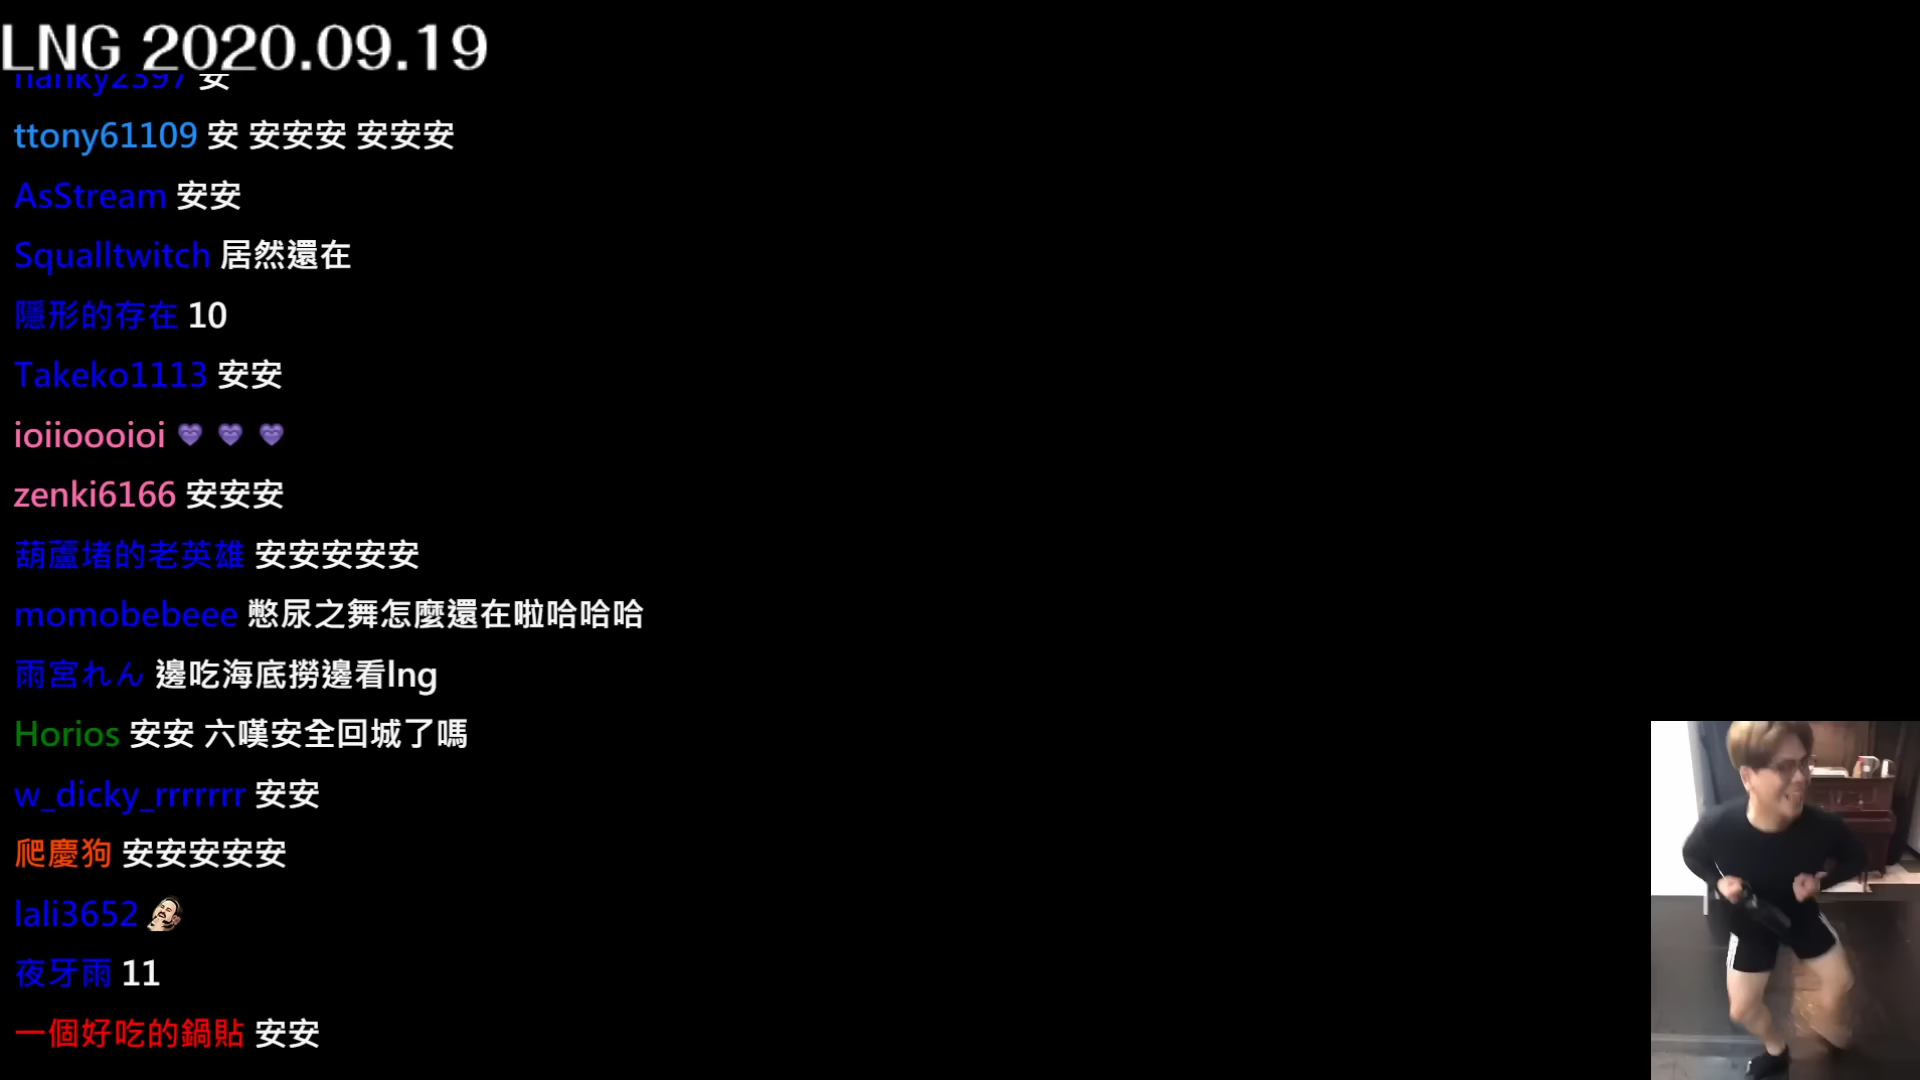 LNG 2020.09.19
nanky2397 安
ttony61109 安 安安安 安安安
AsStream 安安
Squalltwitch 居然還在
隱形的存在 10
Takeko1113 安安
ioiioooioi 💜 💜 💜
zenki6166 安安安
葫蘆堵的老英雄 安安安安安
momobebeee 憋尿之舞怎麼還在啦哈哈哈
雨宮れん 邊吃海底撈邊看lng
Horios 安安 六嘆安全回城了嗎
w_dicky_rrrrrrr 安安
爬慶狗 安安安安安
lali3652
夜牙雨 11
一個好吃的鍋貼 安安